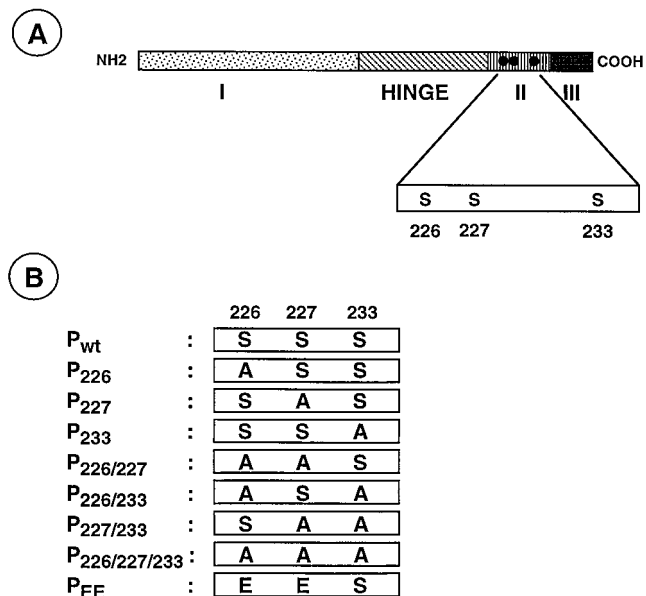 A
NH2 COOH
I HINGE II III
S S S
226 227 233
B
226 227 233
Pwt : S S S
P226 : A S S
P227 : S A S
P233 : S S A
P226/227 : A A S
P226/233 : A S A
P227/233 : S A A
P226/227/233 : A A A
PEE : E E S